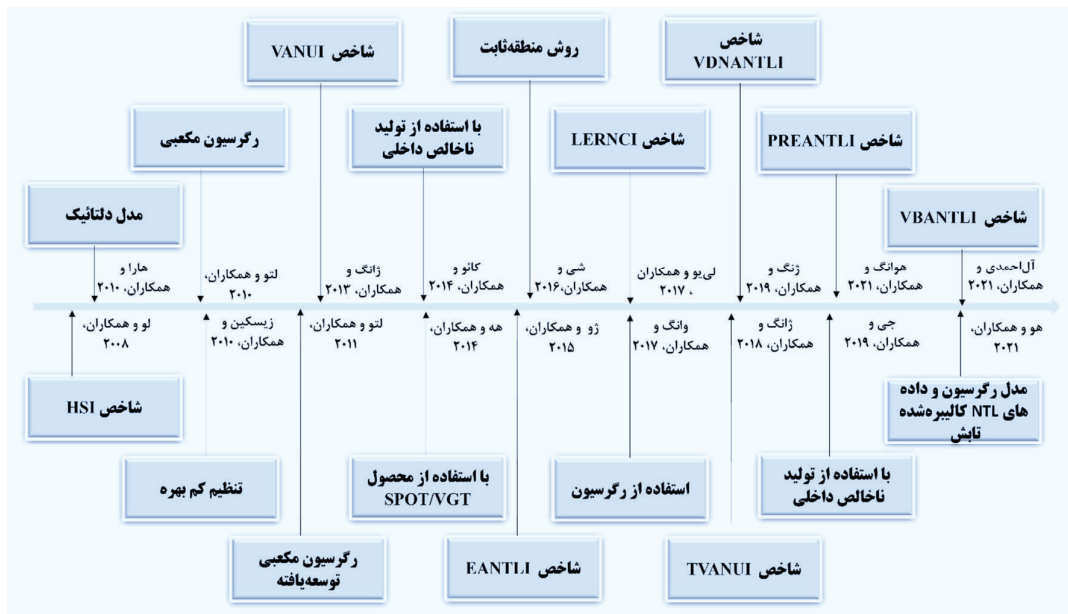 شاخص VANUI
روش منطقه‌ثابت
شاخص
VDNANTLI
رگرسیون مکعبی
با استفاده از تولید
ناخالص داخلی
شاخص LERNCI
شاخص PREANTLI
مدل دلتائیک
شاخص VBANTLI
هارا و
همکاران، ۲۰۱۰
لتو و همکاران،
۲۰۱۰
ژانگ و
همکاران، ۲۰۱۳
کائو و
همکاران، ۲۰۱۴
شی و
همکاران،۲۰۱۶
لی‌یو و همکاران
، ۲۰۱۷
ژنگ و
همکاران، ۲۰۱۹
هوانگ و
همکاران، ۲۰۲۱
آل‌احمدی و
همکاران، ۲۰۲۱
لو و همکاران،
۲۰۰۸
زیسکین و
همکاران، ۲۰۱۰
لتو و همکاران،
۲۰۱۱
هه و همکاران،
۲۰۱۴
ژو و همکاران،
۲۰۱۵
وانگ و
همکاران، ۲۰۱۷
ژانگ و
همکاران، ۲۰۱۸
جی و
همکاران، ۲۰۱۹
هو و همکاران،
۲۰۲۱
شاخص HSI
مدل رگرسیون و داده
های NTL کالیبره‌شده
تابش
تنظیم کم بهره
با استفاده از محصول
SPOT/VGT
استفاده از رگرسیون
با استفاده از تولید
ناخالص داخلی
رگرسیون مکعبی
توسعه‌یافته
شاخص EANTLI
شاخص TVANUI